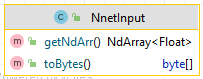 C NnetInput
m getNdArr() NdArray<Float>
m toBytes() byte[]